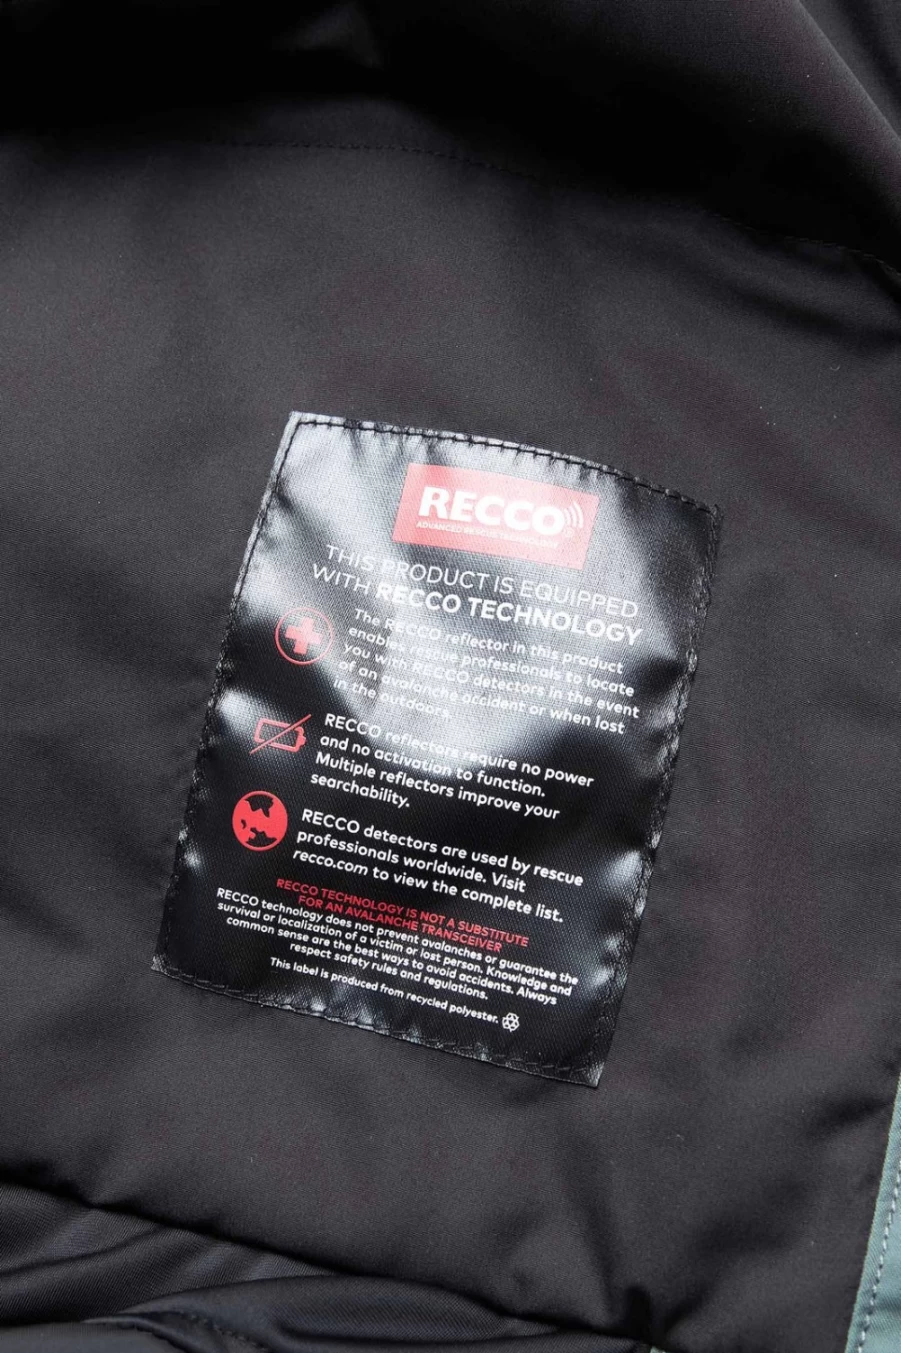 RECCO
ADVANCED RESCUE TECHNOLOGY
THIS PRODUCT IS EQUIPPED
WITH RECCO TECHNOLOGY
The RECCO reflector in this product
enables rescue professionals to locate
you with RECCO detectors in the event
of an avalanche accident or when lost
in the outdoors.
RECCO reflectors require no power
and no activation to function.
Multiple reflectors improve your
searchability.
RECCO detectors are used by rescue
professionals worldwide. Visit
recco.com to view the complete list.
RECCO TECHNOLOGY IS NOT A SUBSTITUTE
FOR AN AVALANCHE TRANSCEIVER
RECCO technology does not prevent avalanches or guarantee the
survival or localization of a victim or lost person. Knowledge and
common sense are the best ways to avoid accidents. Always
respect safety rules and regulations.
This label is produced from recycled polyester.